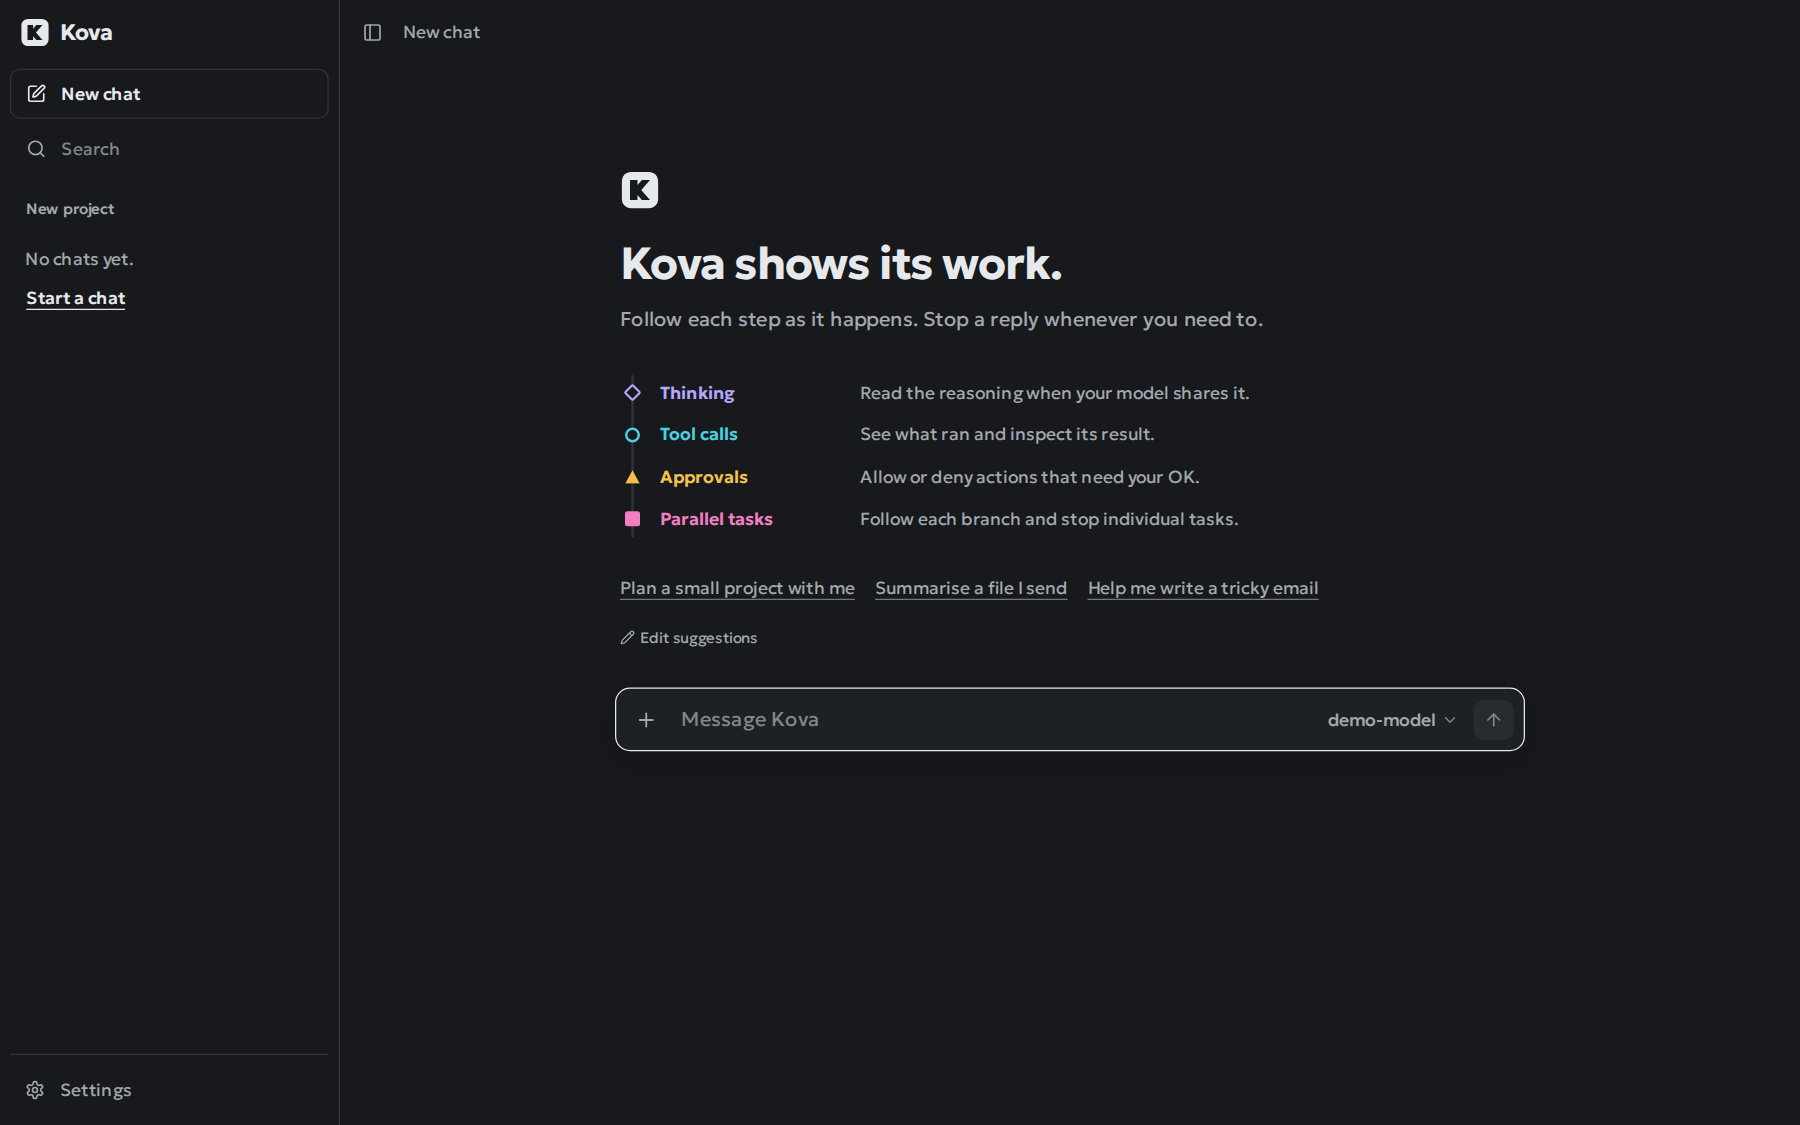 Kova
New chat
Search
New project
No chats yet.
Start a chat
Settings
New chat
Kova shows its work.
Follow each step as it happens. Stop a reply whenever you need to.
Thinking Read the reasoning when your model shares it.
Tool calls See what ran and inspect its result.
Approvals Allow or deny actions that need your OK.
Parallel tasks Follow each branch and stop individual tasks.
Plan a small project with me Summarise a file I send Help me write a tricky email
Edit suggestions
Message Kova demo-model